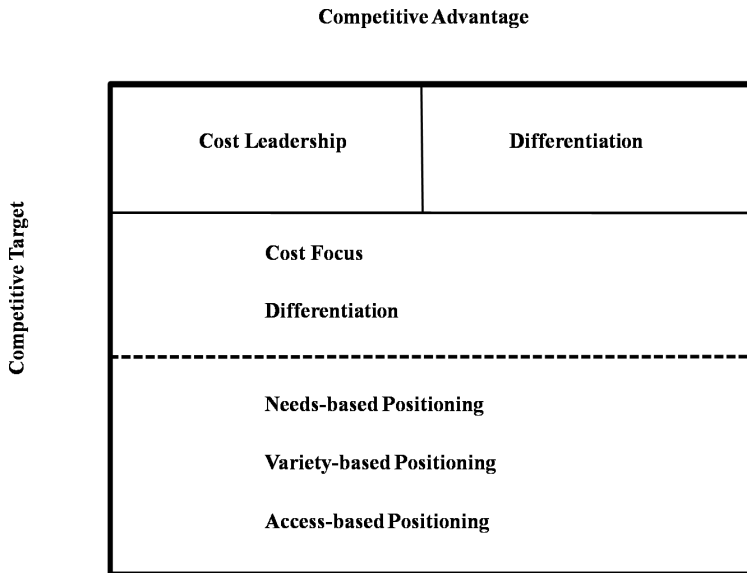 Competitive Advantage
Cost Leadership
Differentiation
Competitive Target
Cost Focus
Differentiation
Needs-based Positioning
Variety-based Positioning
Access-based Positioning